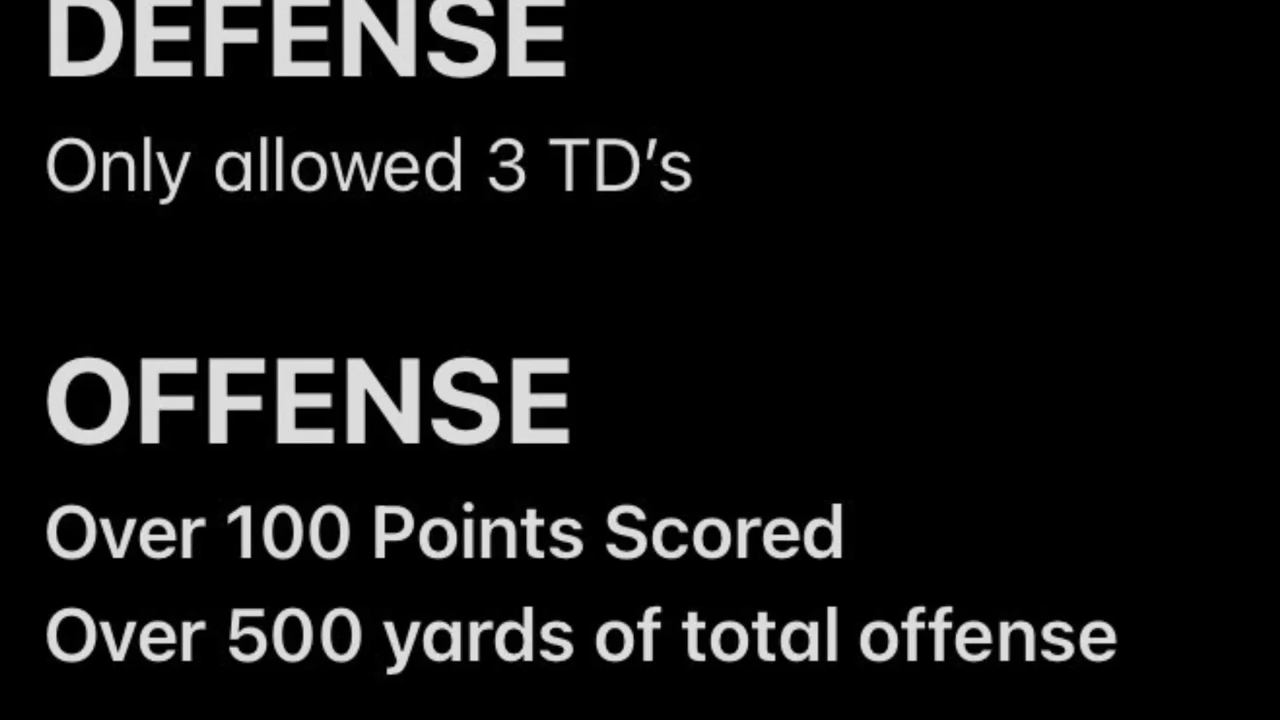 DEFENSE
Only allowed 3 TD’s
OFFENSE
Over 100 Points Scored
Over 500 yards of total offense